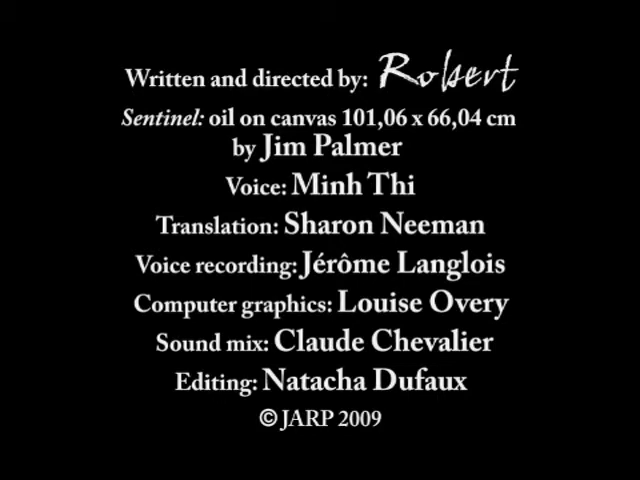 Written and directed by: Robert
Sentinel: oil on canvas 101,06 x 66,04 cm
by Jim Palmer
Voice: Minh Thi
Translation: Sharon Neeman
Voice recording: Jérôme Langlois
Computer graphics: Louise Overy
Sound mix: Claude Chevalier
Editing: Natacha Dufaux
© JARP 2009